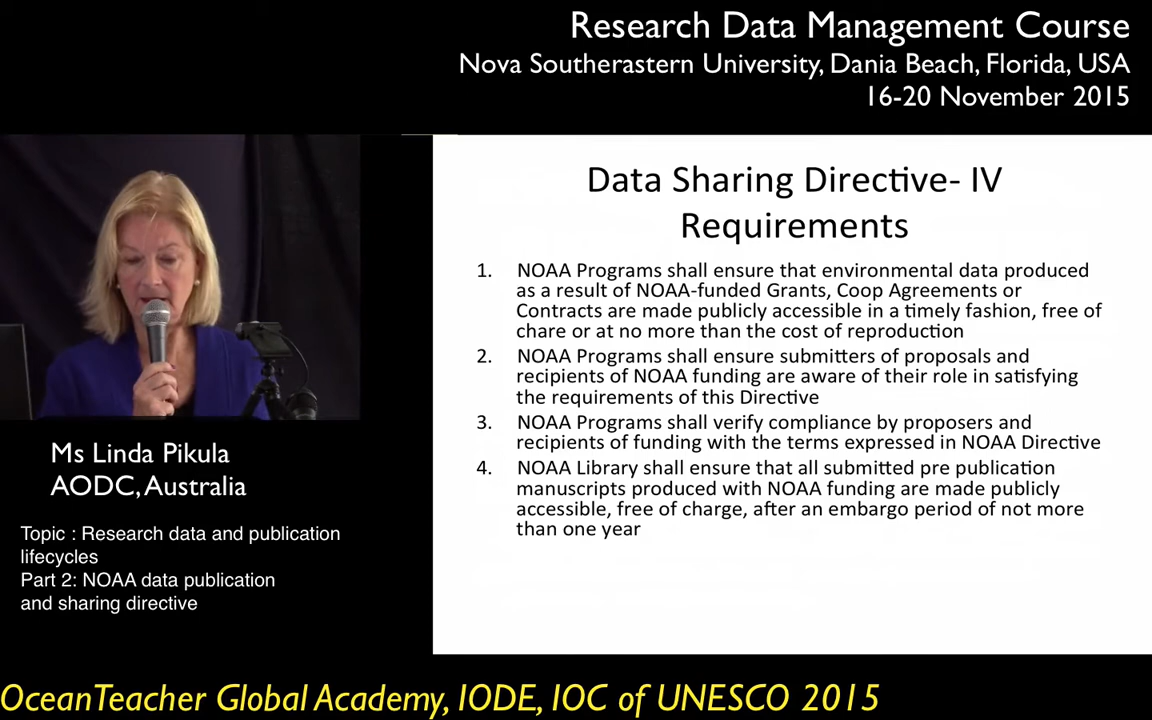 Research Data Management Course
Nova Southerastern University, Dania Beach, Florida, USA
16-20 November 2015
Data Sharing Directive- IV
Requirements
1. NOAA Programs shall ensure that environmental data produced
as a result of NOAA-funded Grants, Coop Agreements or
Contracts are made publicly accessible in a timely fashion, free of
chare or at no more than the cost of reproduction
2. NOAA Programs shall ensure submitters of proposals and
recipients of NOAA funding are aware of their role in satisfying
the requirements of this Directive
3. NOAA Programs shall verify compliance by proposers and
recipients of funding with the terms expressed in NOAA Directive
4. NOAA Library shall ensure that all submitted pre publication
manuscripts produced with NOAA funding are made publicly
accessible, free of charge, after an embargo period of not more
than one year
Ms Linda Pikula
AODC, Australia
Topic : Research data and publication
lifecycles
Part 2: NOAA data publication
and sharing directive
OceanTeacher Global Academy, IODE, IOC of UNESCO 2015